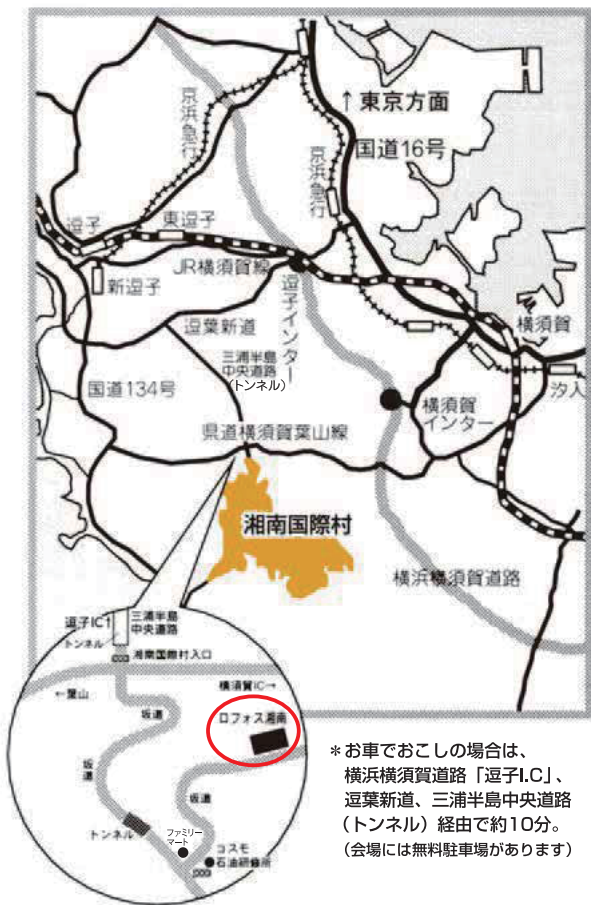 ↑東京方面
国道16号
京浜急行
京浜急行
逗子
東逗子
JR横須賀線
新逗子
逗子インター
逗葉新道
三浦半島
中央道路
(トンネル)
横須賀
汐入
国道134号
横須賀
インター
県道横須賀葉山線
湘南国際村
横浜横須賀道路
逗子IC↑
三浦半島
中央道路
トンネル
湘南国際村入口
横須賀IC→
←葉山
ロフォス湘南
坂道
坂道
坂道
トンネル
ファミリー
マート
コスモ
石油研修所
＊お車でおこしの場合は、
横浜横須賀道路「逗子I.C」、
逗葉新道、三浦半島中央道路
（トンネル）経由で約10分。
（会場には無料駐車場があります）